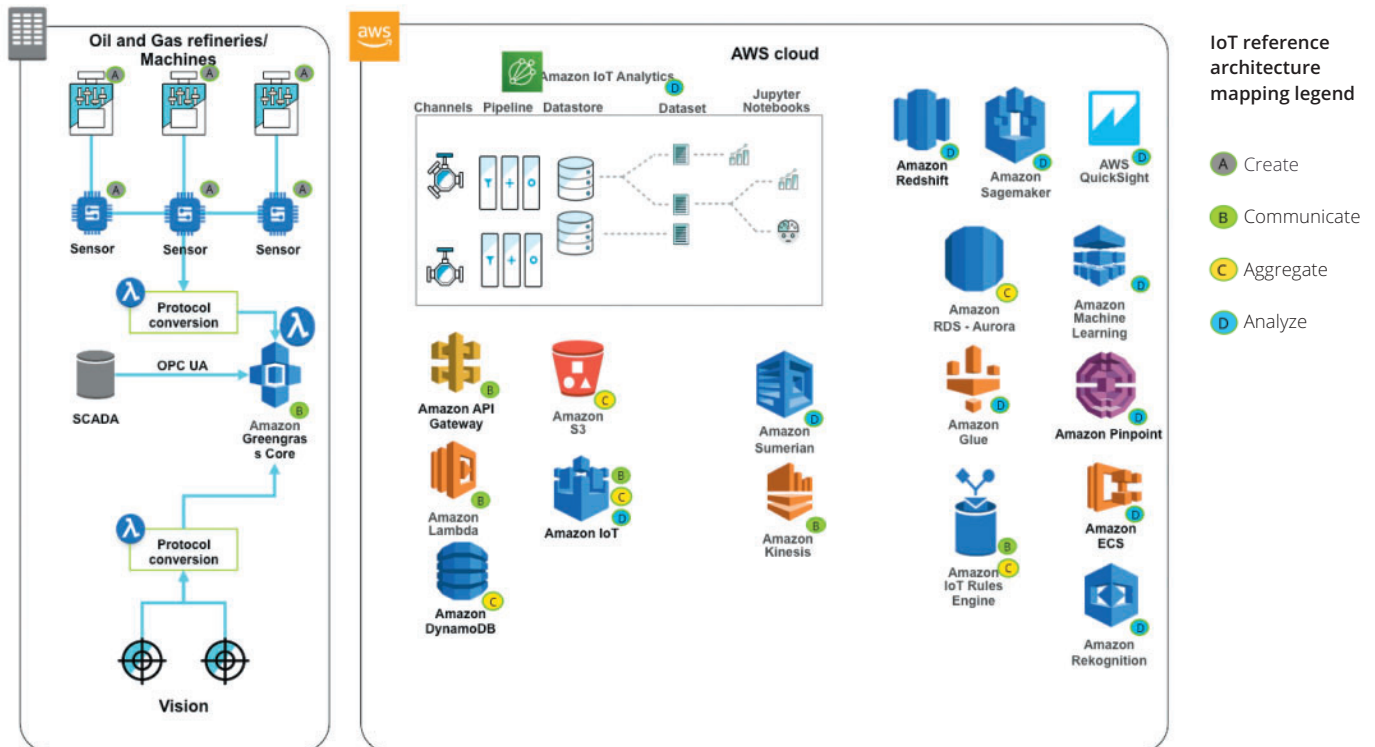 Oil and Gas refineries/
Machines
A
A
A
A
A
A
Sensor
Sensor
Sensor
λ
Protocol
conversion
λ
OPC UA
SCADA
B
Amazon
Greengras
s Core
λ
Protocol
conversion
Vision
aws
AWS cloud
Amazon IoT Analytics
D
Channels
Pipeline
Datastore
Dataset
Jupyter
Notebooks
B
Amazon API
Gateway
C
Amazon
S3
B
Amazon
Lambda
B
C
D
Amazon IoT
C
Amazon
DynamoDB
D
Amazon
Sumerian
B
Amazon
Kinesis
D
Amazon
Redshift
D
Amazon
Sagemaker
D
AWS
QuickSight
C
Amazon
RDS - Aurora
D
Amazon
Machine
Learning
D
Amazon
Glue
D
Amazon Pinpoint
B
C
Amazon
IoT Rules
Engine
D
Amazon
ECS
D
Amazon
Rekognition
IoT reference
architecture
mapping legend
A Create
B Communicate
C Aggregate
D Analyze